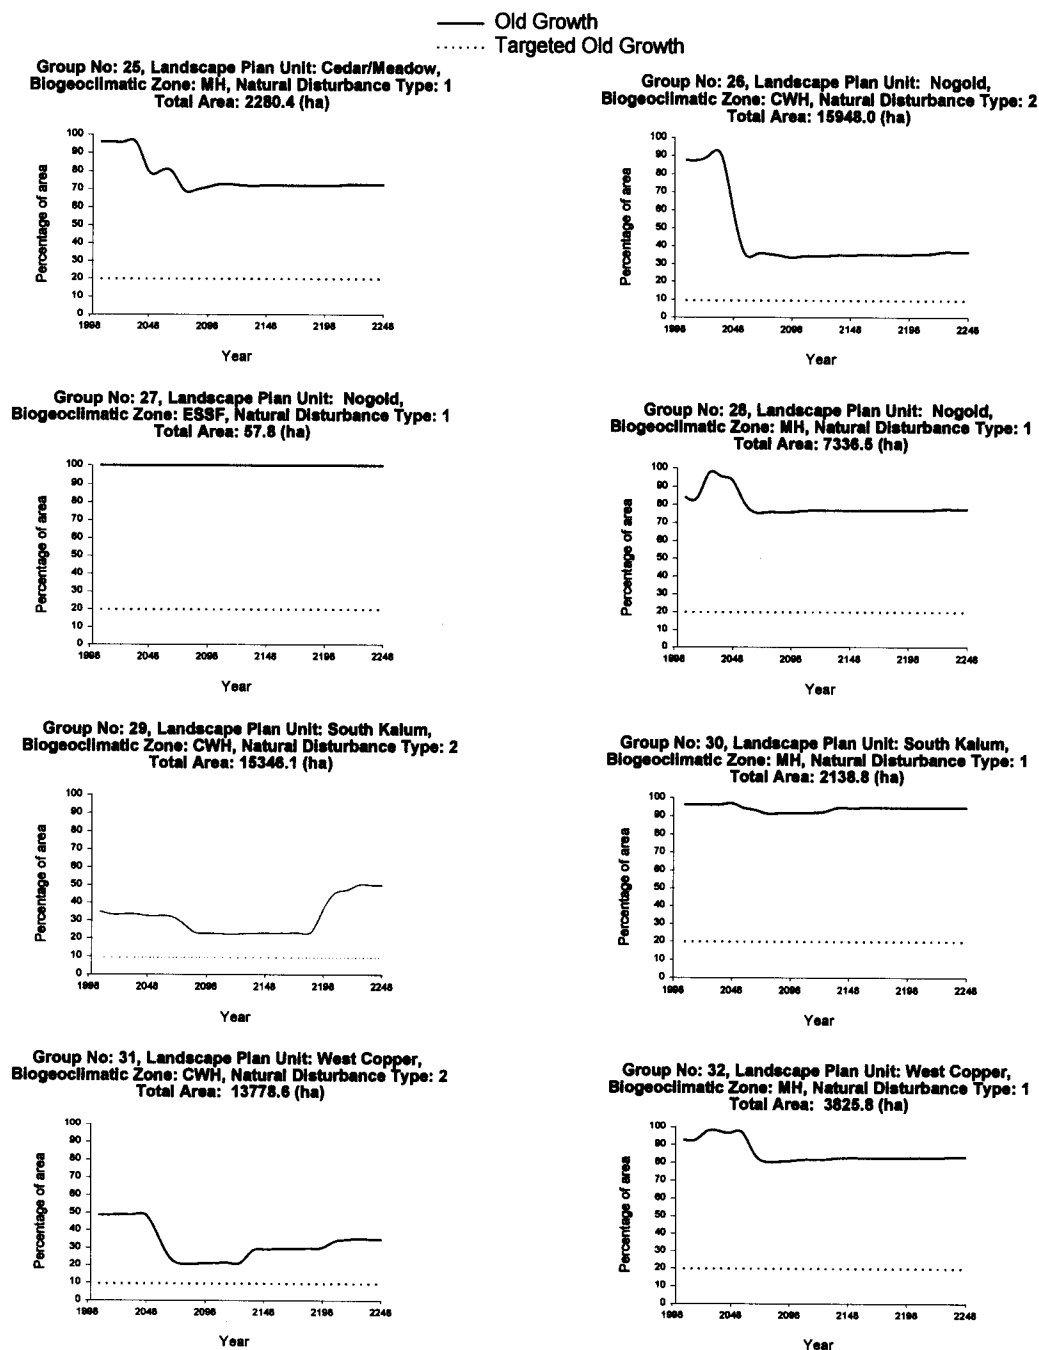 Old Growth
Targeted Old Growth
Group No: 25, Landscape Plan Unit: Cedar/Meadow,
Biogeoclimatic Zone: MH, Natural Disturbance Type: 1
Total Area: 2280.4 (ha)
Percentage of area
100
90
80
70
60
50
40
30
20
10
0
1998 2048 2098 2148 2198 2248
Year
Group No: 26, Landscape Plan Unit: Nogold,
Biogeoclimatic Zone: CWH, Natural Disturbance Type: 2
Total Area: 15948.0 (ha)
Percentage of area
100
90
80
70
60
50
40
30
20
10
0
1998 2048 2098 2148 2198 2248
Year
Group No: 27, Landscape Plan Unit: Nogold,
Biogeoclimatic Zone: ESSF, Natural Disturbance Type: 1
Total Area: 57.8 (ha)
Percentage of area
100
90
80
70
60
50
40
30
20
10
0
1998 2048 2098 2148 2198 2248
Year
Group No: 28, Landscape Plan Unit: Nogold,
Biogeoclimatic Zone: MH, Natural Disturbance Type: 1
Total Area: 7336.5 (ha)
Percentage of area
100
90
80
70
60
50
40
30
20
10
0
1998 2048 2098 2148 2198 2248
Year
Group No: 29, Landscape Plan Unit: South Kalum,
Biogeoclimatic Zone: CWH, Natural Disturbance Type: 2
Total Area: 15346.1 (ha)
Percentage of area
100
90
80
70
60
50
40
30
20
10
0
1998 2048 2098 2148 2198 2248
Year
Group No: 30, Landscape Plan Unit: South Kalum,
Biogeoclimatic Zone: MH, Natural Disturbance Type: 1
Total Area: 2138.8 (ha)
Percentage of area
100
90
80
70
60
50
40
30
20
10
0
1998 2048 2098 2148 2198 2248
Year
Group No: 31, Landscape Plan Unit: West Copper,
Biogeoclimatic Zone: CWH, Natural Disturbance Type: 2
Total Area: 13778.6 (ha)
Percentage of area
100
90
80
70
60
50
40
30
20
10
0
1998 2048 2098 2148 2198 2248
Year
Group No: 32, Landscape Plan Unit: West Copper,
Biogeoclimatic Zone: MH, Natural Disturbance Type: 1
Total Area: 3825.8 (ha)
Percentage of area
100
90
80
70
60
50
40
30
20
10
0
1998 2048 2098 2148 2198 2248
Year